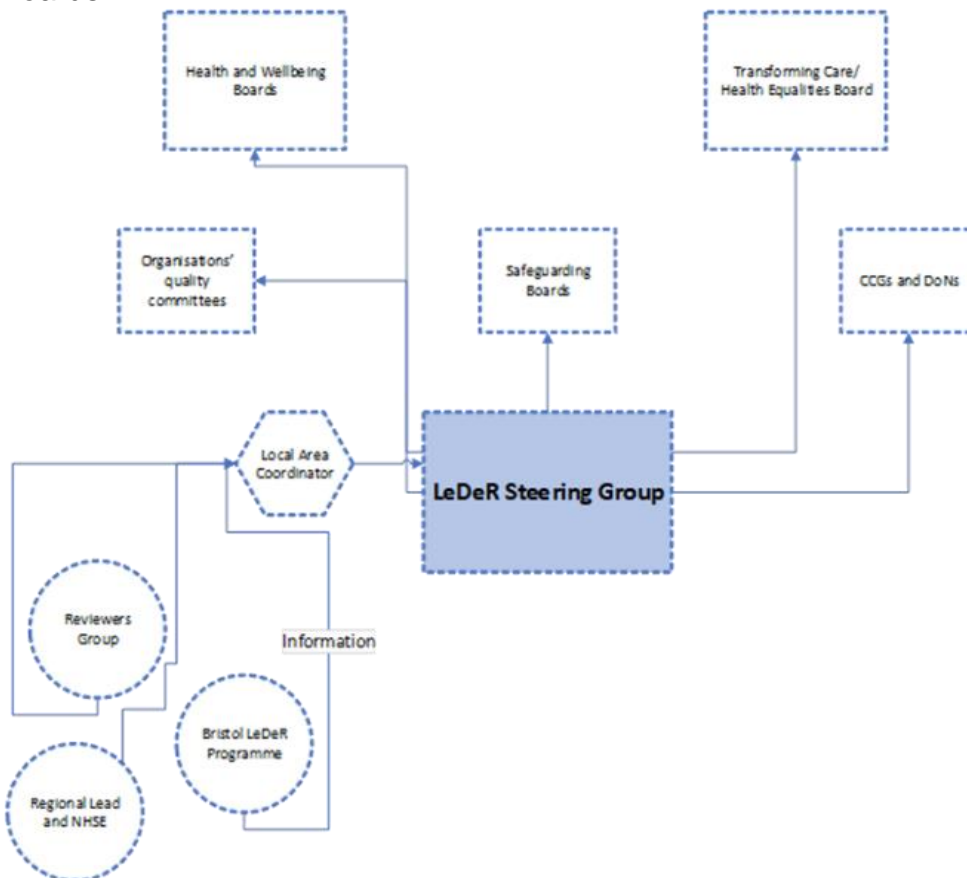 Health and Wellbeing
Boards
Transforming Care/
Health Equalities Board
Organisations'
quality
committees
Safeguarding
Boards
CCGs and DoNs
Local Area
Coordinator
LeDeR Steering Group
Reviewers
Group
Information
Bristol LeDeR
Programme
Regional Lead
and NHSE